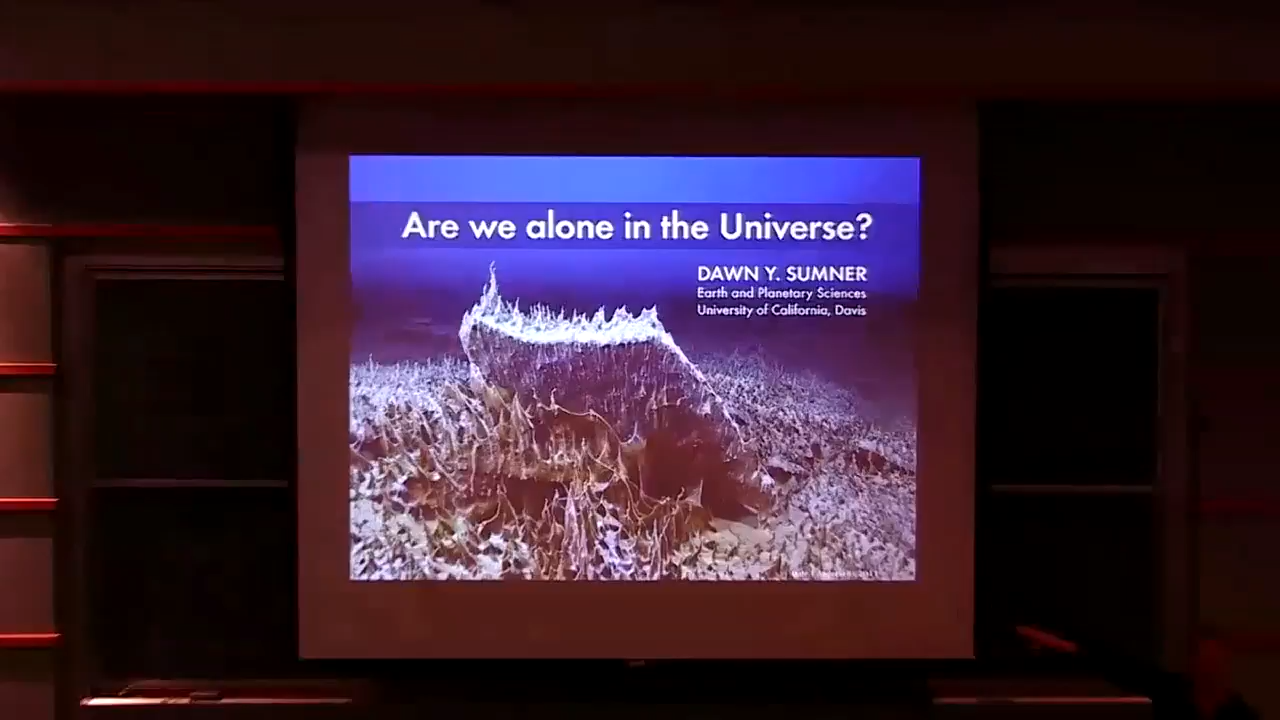 Are we alone in the Universe?
DAWN Y. SUMNER
Earth and Planetary Sciences
University of California, Davis